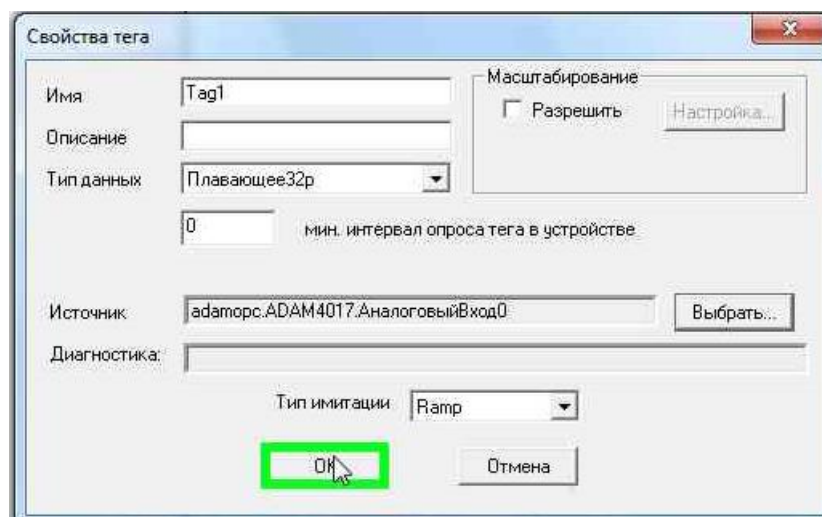 Свойства тега
Имя
Tag1
Описание
Тип данных
Плавающее32р
0
мин. интервал опроса тега в устройстве
Масштабирование
Разрешить
Настройка...
Источник
adamopc.ADAM4017.АналоговыйВход0
Выбрать...
Диагностика:
Тип имитации
Ramp
OK
Отмена